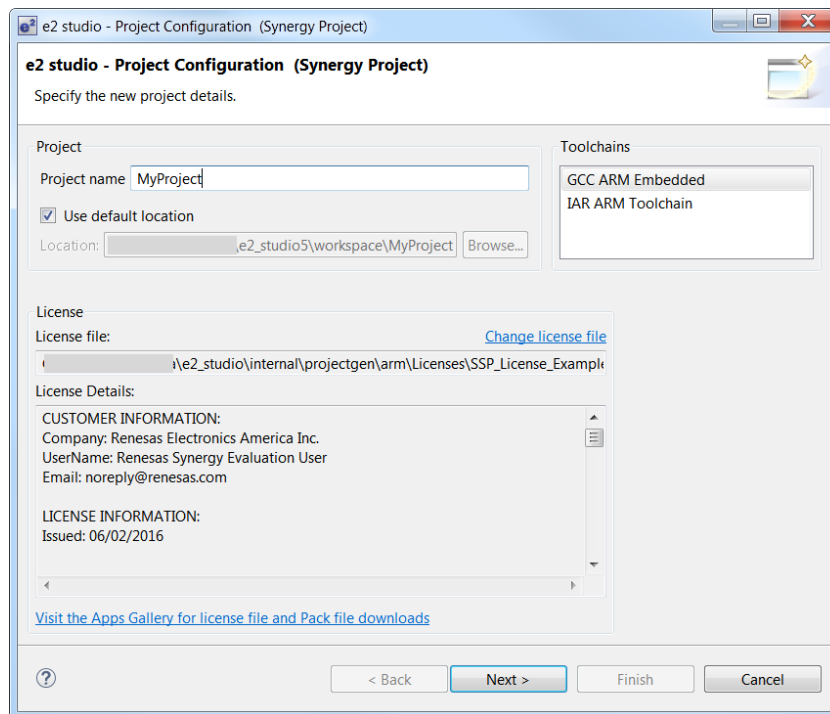 e2 studio - Project Configuration (Synergy Project)
e2 studio - Project Configuration (Synergy Project)
Specify the new project details.
Project
Project name MyProject
Use default location
Location: \e2_studio5\workspace\MyProject Browse...
Toolchains
GCC ARM Embedded
IAR ARM Toolchain
License
License file: Change license file
a\e2_studio\internal\projectgen\arm\Licenses\SSP_License_Example
License Details:
CUSTOMER INFORMATION:
Company: Renesas Electronics America Inc.
UserName: Renesas Synergy Evaluation User
Email: noreply@renesas.com
LICENSE INFORMATION:
Issued: 06/02/2016
Visit the Apps Gallery for license file and Pack file downloads
? < Back Next > Finish Cancel